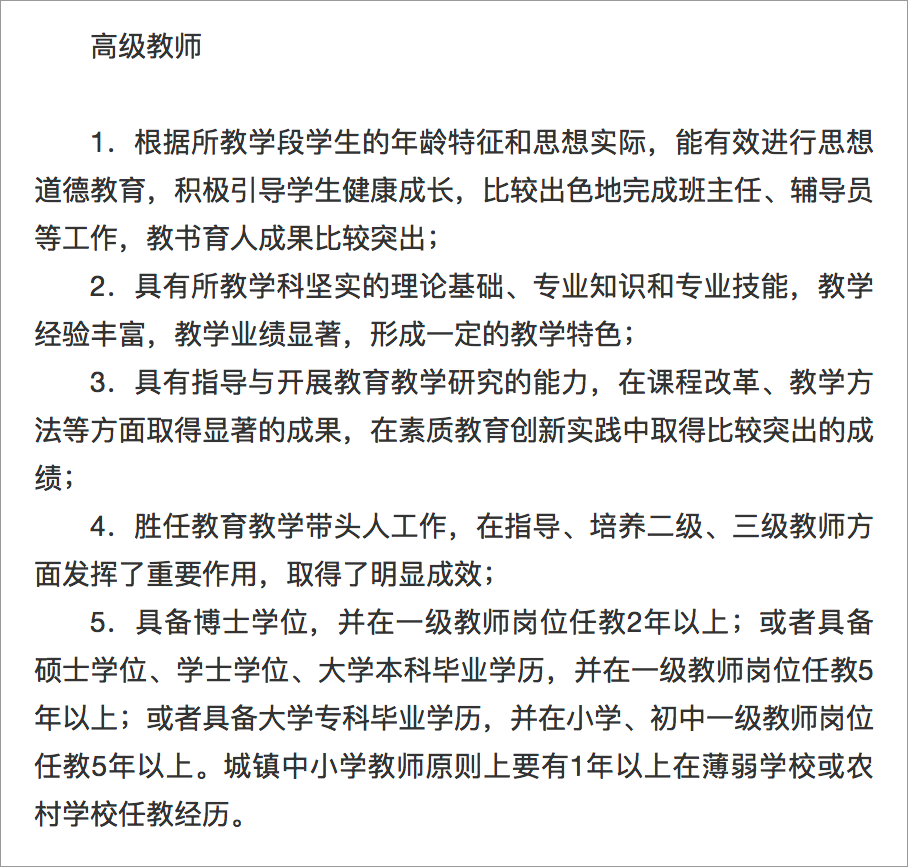 高级教师
1．根据所教学段学生的年龄特征和思想实际，能有效进行思想
道德教育，积极引导学生健康成长，比较出色地完成班主任、辅导员
等工作，教书育人成果比较突出；
2．具有所教学科坚实的理论基础、专业知识和专业技能，教学
经验丰富，教学业绩显著，形成一定的教学特色；
3．具有指导与开展教育教学研究的能力，在课程改革、教学方
法等方面取得显著的成果，在素质教育创新实践中取得比较突出的成
绩；
4．胜任教育教学带头人工作，在指导、培养二级、三级教师方
面发挥了重要作用，取得了明显成效；
5．具备博士学位，并在一级教师岗位任教2年以上；或者具备
硕士学位、学士学位、大学本科毕业学历，并在一级教师岗位任教5
年以上；或者具备大学专科毕业学历，并在小学、初中一级教师岗位
任教5年以上。城镇中小学教师原则上要有1年以上在薄弱学校或农
村学校任教经历。